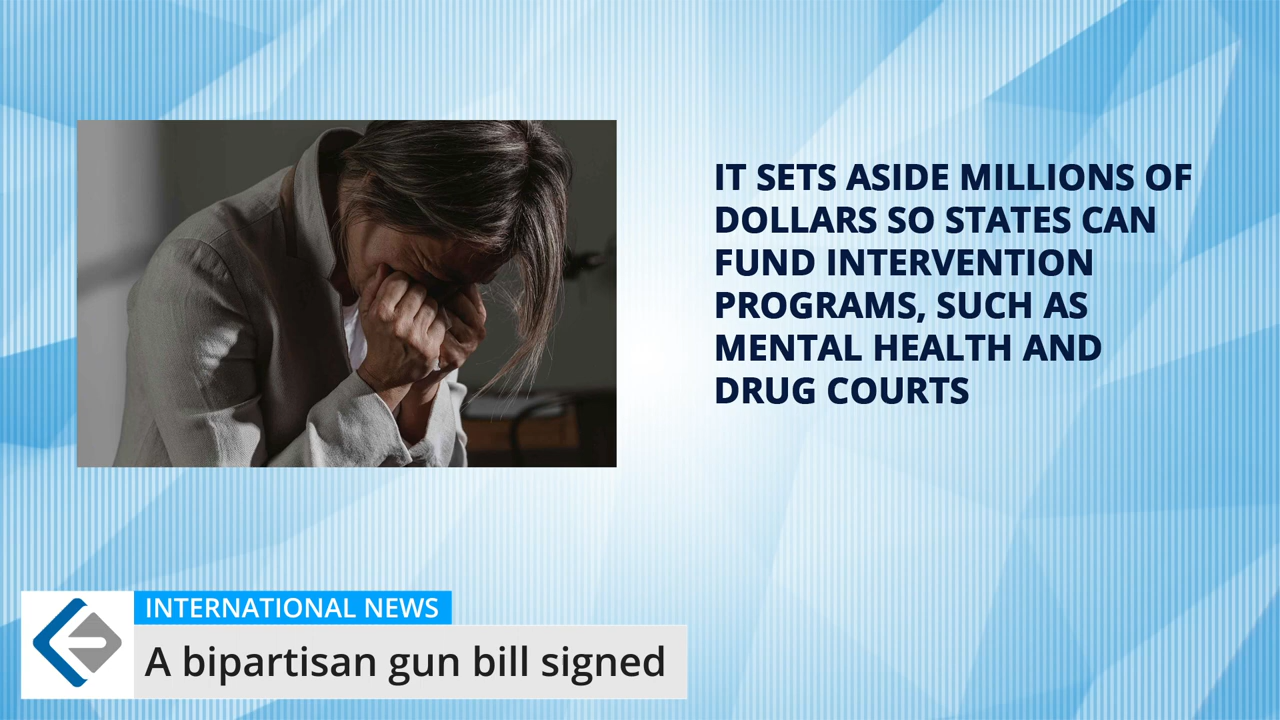 IT SETS ASIDE MILLIONS OF
DOLLARS SO STATES CAN
FUND INTERVENTION
PROGRAMS, SUCH AS
MENTAL HEALTH AND
DRUG COURTS
INTERNATIONAL NEWS
A bipartisan gun bill signed